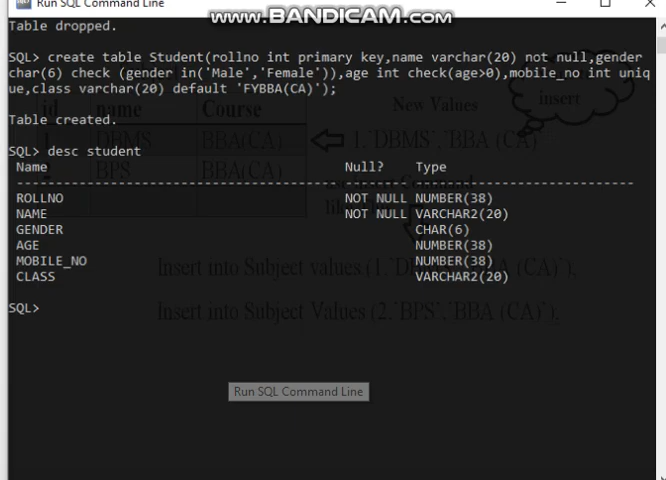 Run SQL Command Line
www.BANDICAM.com
Table dropped.
SQL> create table Student(rollno int primary key,name varchar(20) not null,gender
char(6) check (gender in('Male','Female')),age int check(age>0),mobile_no int uniq
ue,class varchar(20) default 'FYBBA(CA)');
id name Course
New Values
insert
Table created.
1 DBMS BBA(CA)
1.`DBMS`,`BBA (CA)`
SQL> desc student
Name Null? Type
BPS BBA(CA)
use Insert Command
ROLLNO NOT NULL NUMBER(38)
like
NAME NOT NULL VARCHAR2(20)
GENDER CHAR(6)
AGE NUMBER(38)
MOBILE_NO NUMBER(38)
Insert into Subject values (1.`DBMS`,`BBA (CA)`),
CLASS VARCHAR2(20)
SQL>
Insert into Subject Values (2.`BPS`,`BBA (CA)`),
Run SQL Command Line